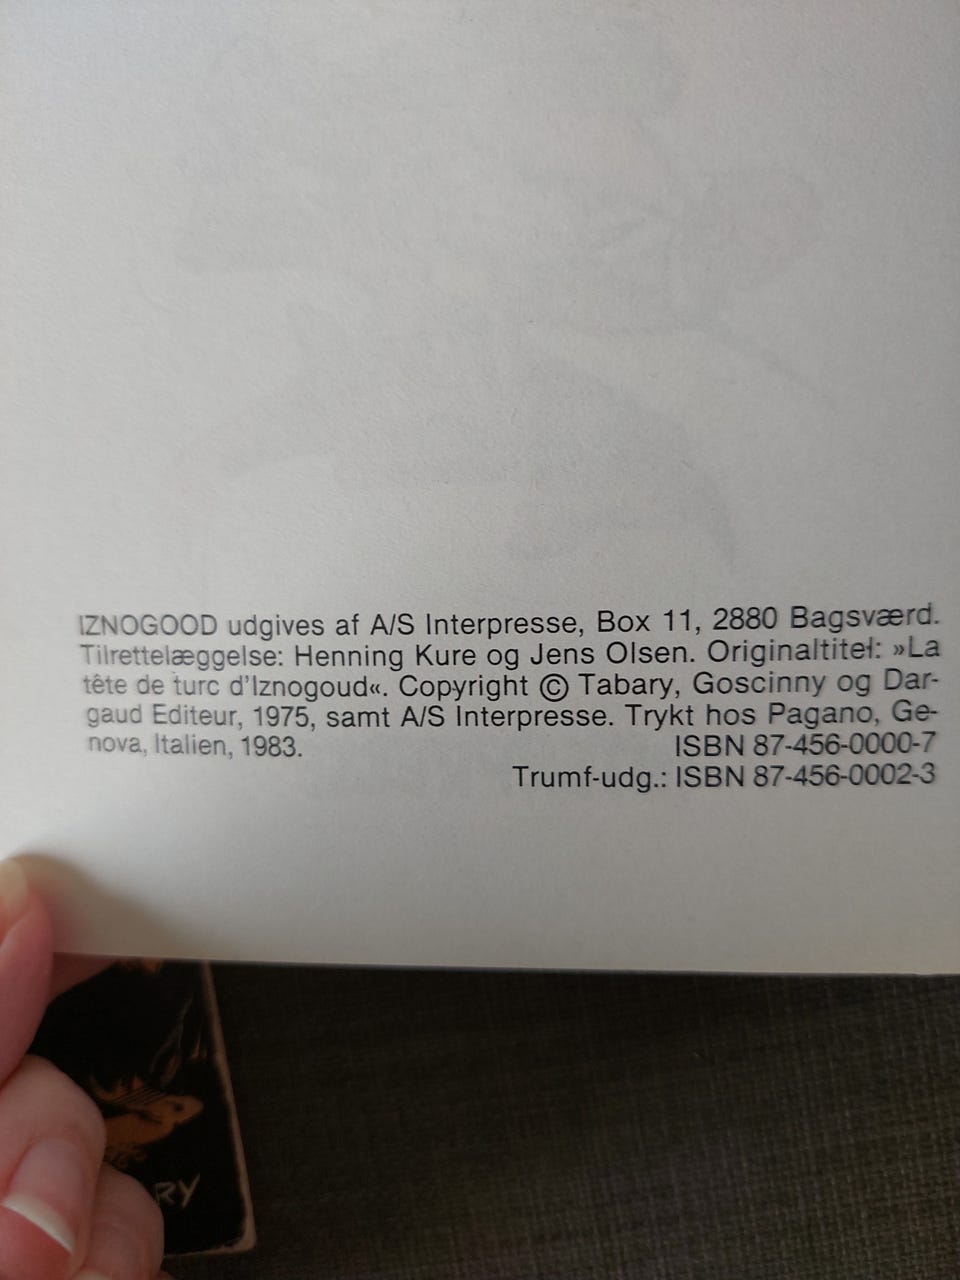 IZNOGOOD udgives af A/S Interpresse, Box 11, 2880 Bagsværd.
Tilrettelæggelse: Henning Kure og Jens Olsen. Originaltitel: »La
tête de turc d'Iznogoud«. Copyright © Tabary, Goscinny og Dar-
gaud Editeur, 1975, samt A/S Interpresse. Trykt hos Pagano, Ge-
nova, Italien, 1983. ISBN 87-456-0000-7
Trumf-udg.: ISBN 87-456-0002-3
RY